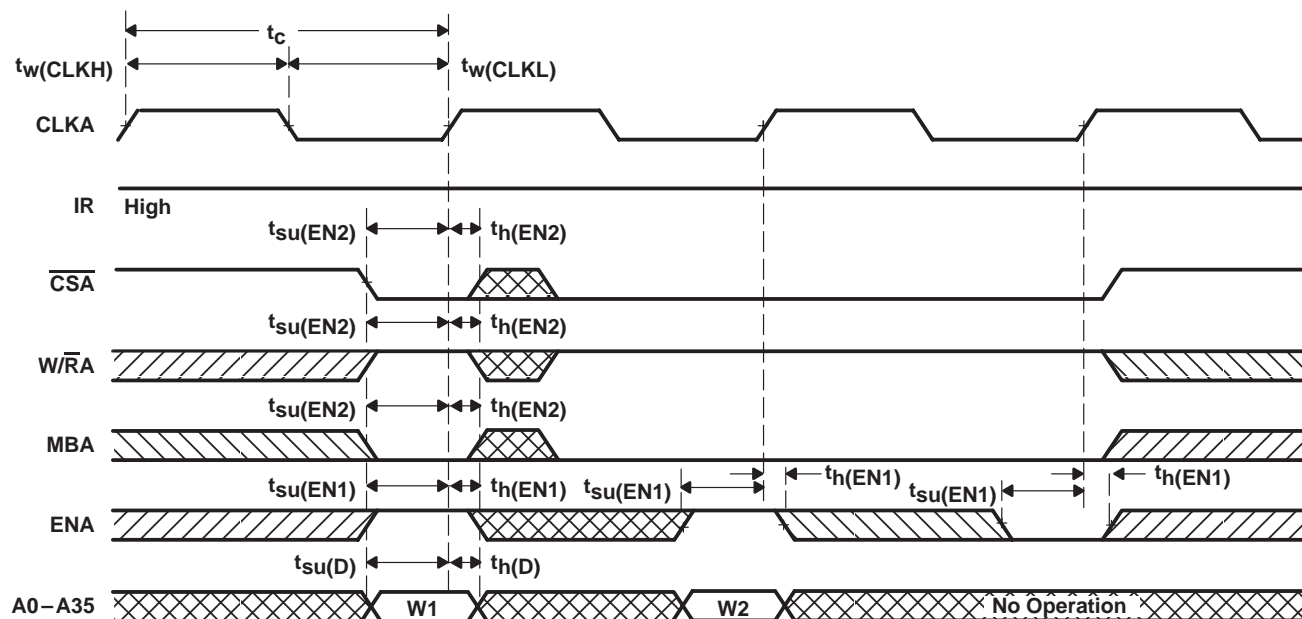 tc
tw(CLKH) tw(CLKL)
CLKA
IR High
tsu(EN2) th(EN2)
CSA
tsu(EN2) th(EN2)
W/RA
tsu(EN2) th(EN2)
MBA
tsu(EN1) th(EN1) tsu(EN1) th(EN1) tsu(EN1) th(EN1)
ENA
tsu(D) th(D)
A0–A35 W1 W2 No Operation